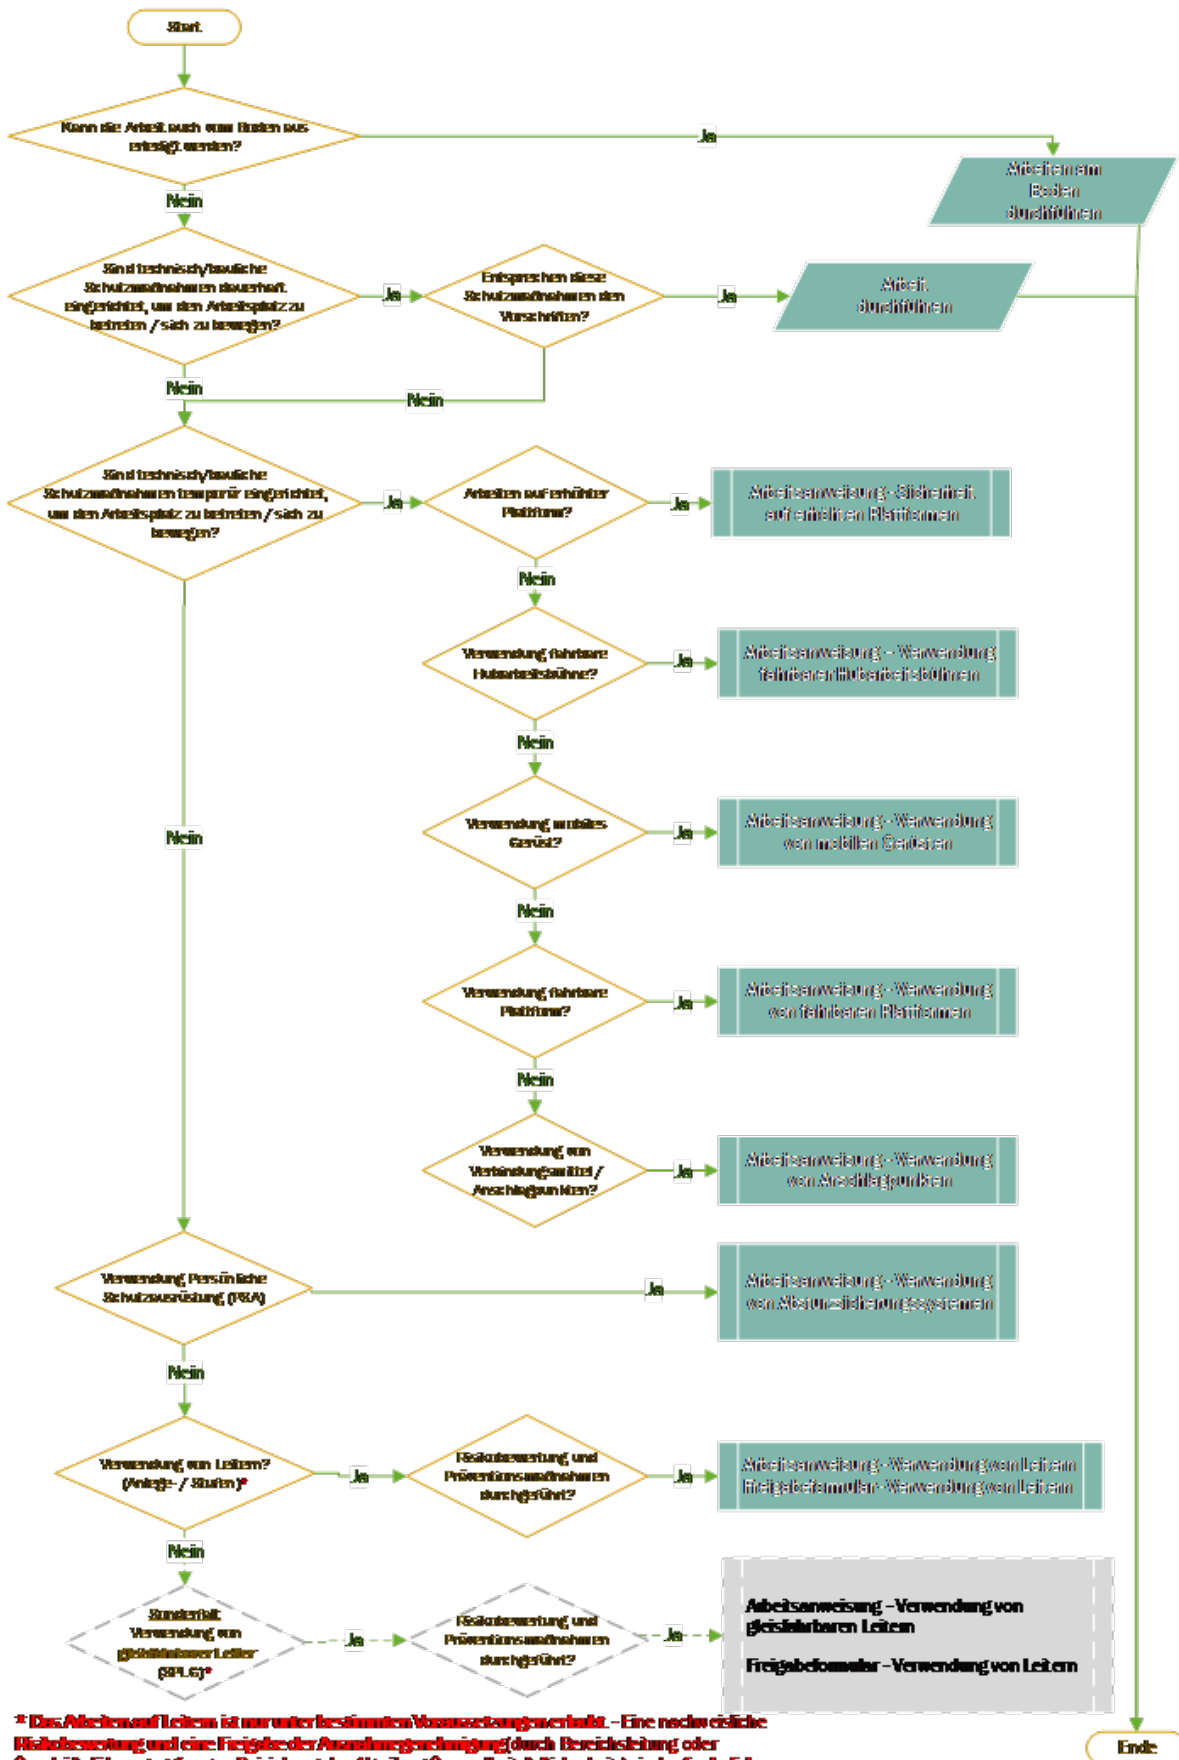 Start
Kann die Arbeit auch vom Boden aus
erledigt werden?
Ja
Arbeiten am
Boden
durchführen
Nein
Sind technisch/bauliche
Schutzmaßnahmen dauerhaft
eingerichtet, um den Arbeitsplatz zu
betreten / sich zu bewegen?
Ja
Entsprechen diese
Schutzmaßnahmen den
Vorschriften?
Ja
Arbeit
durchführen
Nein
Nein
Sind technisch/bauliche
Schutzmaßnahmen temporär eingerichtet,
um den Arbeitsplatz zu betreten / sich zu
bewegen?
Ja
Arbeiten auf erhöhter
Plattform?
Ja
Arbeitsanweisung - Sicherheit
auf erhöhten Plattformen
Nein
Verwendung fahrbare
Hubarbeitsbühne?
Ja
Arbeitsanweisung - Verwendung
fahrbarer Hubarbeitsbühnen
Nein
Verwendung mobiles
Gerüst?
Ja
Arbeitsanweisung - Verwendung
von mobilen Gerüsten
Nein
Nein
Verwendung fahrbare
Plattform?
Ja
Arbeitsanweisung - Verwendung
von fahrbaren Plattformen
Nein
Verwendung von
Verbindungsmittel /
Anschlagpunkten?
Ja
Arbeitsanweisung - Verwendung
von Anschlagpunkten
Verwendung Persönliche
Schutzausrüstung (PSA)
Ja
Arbeitsanweisung - Verwendung
von Absturzsicherungssystemen
Nein
Verwendung von Leitern?
(Anlege- / Stufen)*
Ja
Risikobewertung und
Präventionsmaßnahmen
durchgeführt?
Ja
Arbeitsanweisung - Verwendung von Leitern
Freigabeformular - Verwendung von Leitern
Nein
Sonderfall:
Verwendung von
gleisfahrbarer Leiter
*
Ja
Risikobewertung und
Präventionsmaßnahmen
durchgeführt?
Ja
Arbeitsanweisung – Verwendung von
gleisfahrbaren Leitern
Freigabeformular – Verwendung von Leitern
* Das Arbeiten auf Leitern ist nur unter bestimmten Voraussetzungen erlaubt. - Eine nachweisliche
Risikobewertung und eine Freigabe der Ausnahmegenehmigung (durch Bereichsleitung oder
Ende